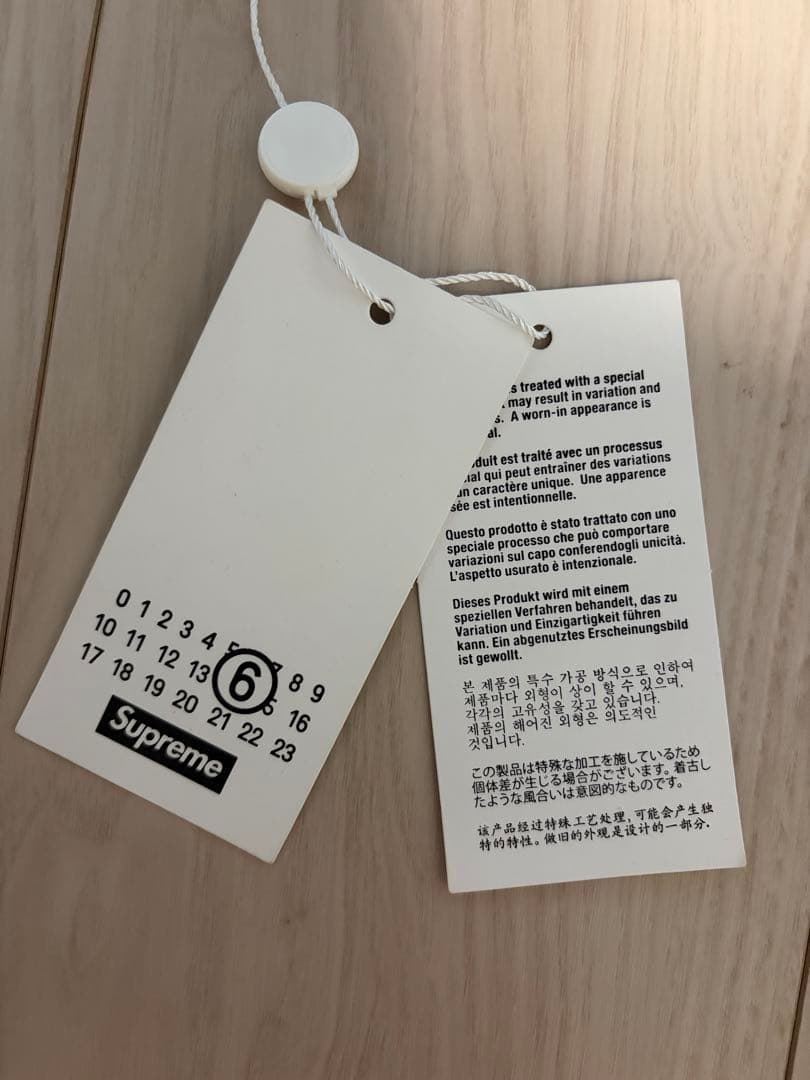 0 1 2 3 4 8 9
10 11 12 13 6 16
17 18 19 20 21 22 23
Supreme
treated with a special
may result in variation and
A worn-in appearance is
est traité avec un processus
qui peut entraîner des variations
caractère unique. Une apparence
est intentionnelle.
Questo prodotto è stato trattato con uno
speciale processo che può comportare
variazioni sul capo conferendogli unicità.
L'aspetto usurato è intenzionale.
Dieses Produkt wird mit einem
speziellen Verfahren behandelt, das zu
Variation und Einzigartigkeit führen
kann. Ein abgenutztes Erscheinungsbild
ist gewollt.
본 제품의 특수 가공 방식으로 인하여
제품마다 외형이 상이 할 수 있으며,
각각의 고유성을 갖고 있습니다.
제품의 해어진 외형은 의도적인
것입니다.
この製品は特殊な加工を施しているため
個体差が生じる場合がございます。着古し
たような風合いは意図的なものです。
该产品经过特殊工艺处理，可能会产生独
特的特性。做旧的外观是设计的一部分.